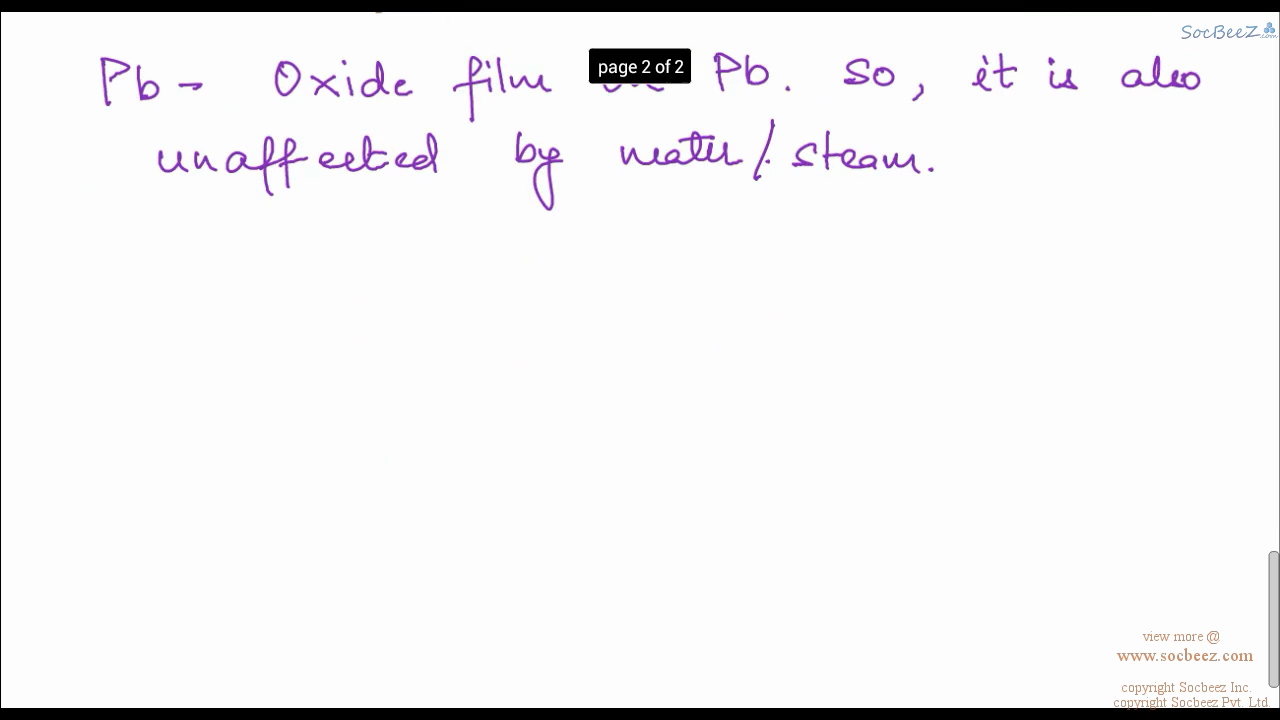 SocBeeZ.com
Pb - Oxide film Pb. So, it is also
page 2 of 2
unaffected by water/steam.
view more @
www.socbeez.com
copyright Socbeez Inc.
copyright Socbeez Pvt. Ltd.